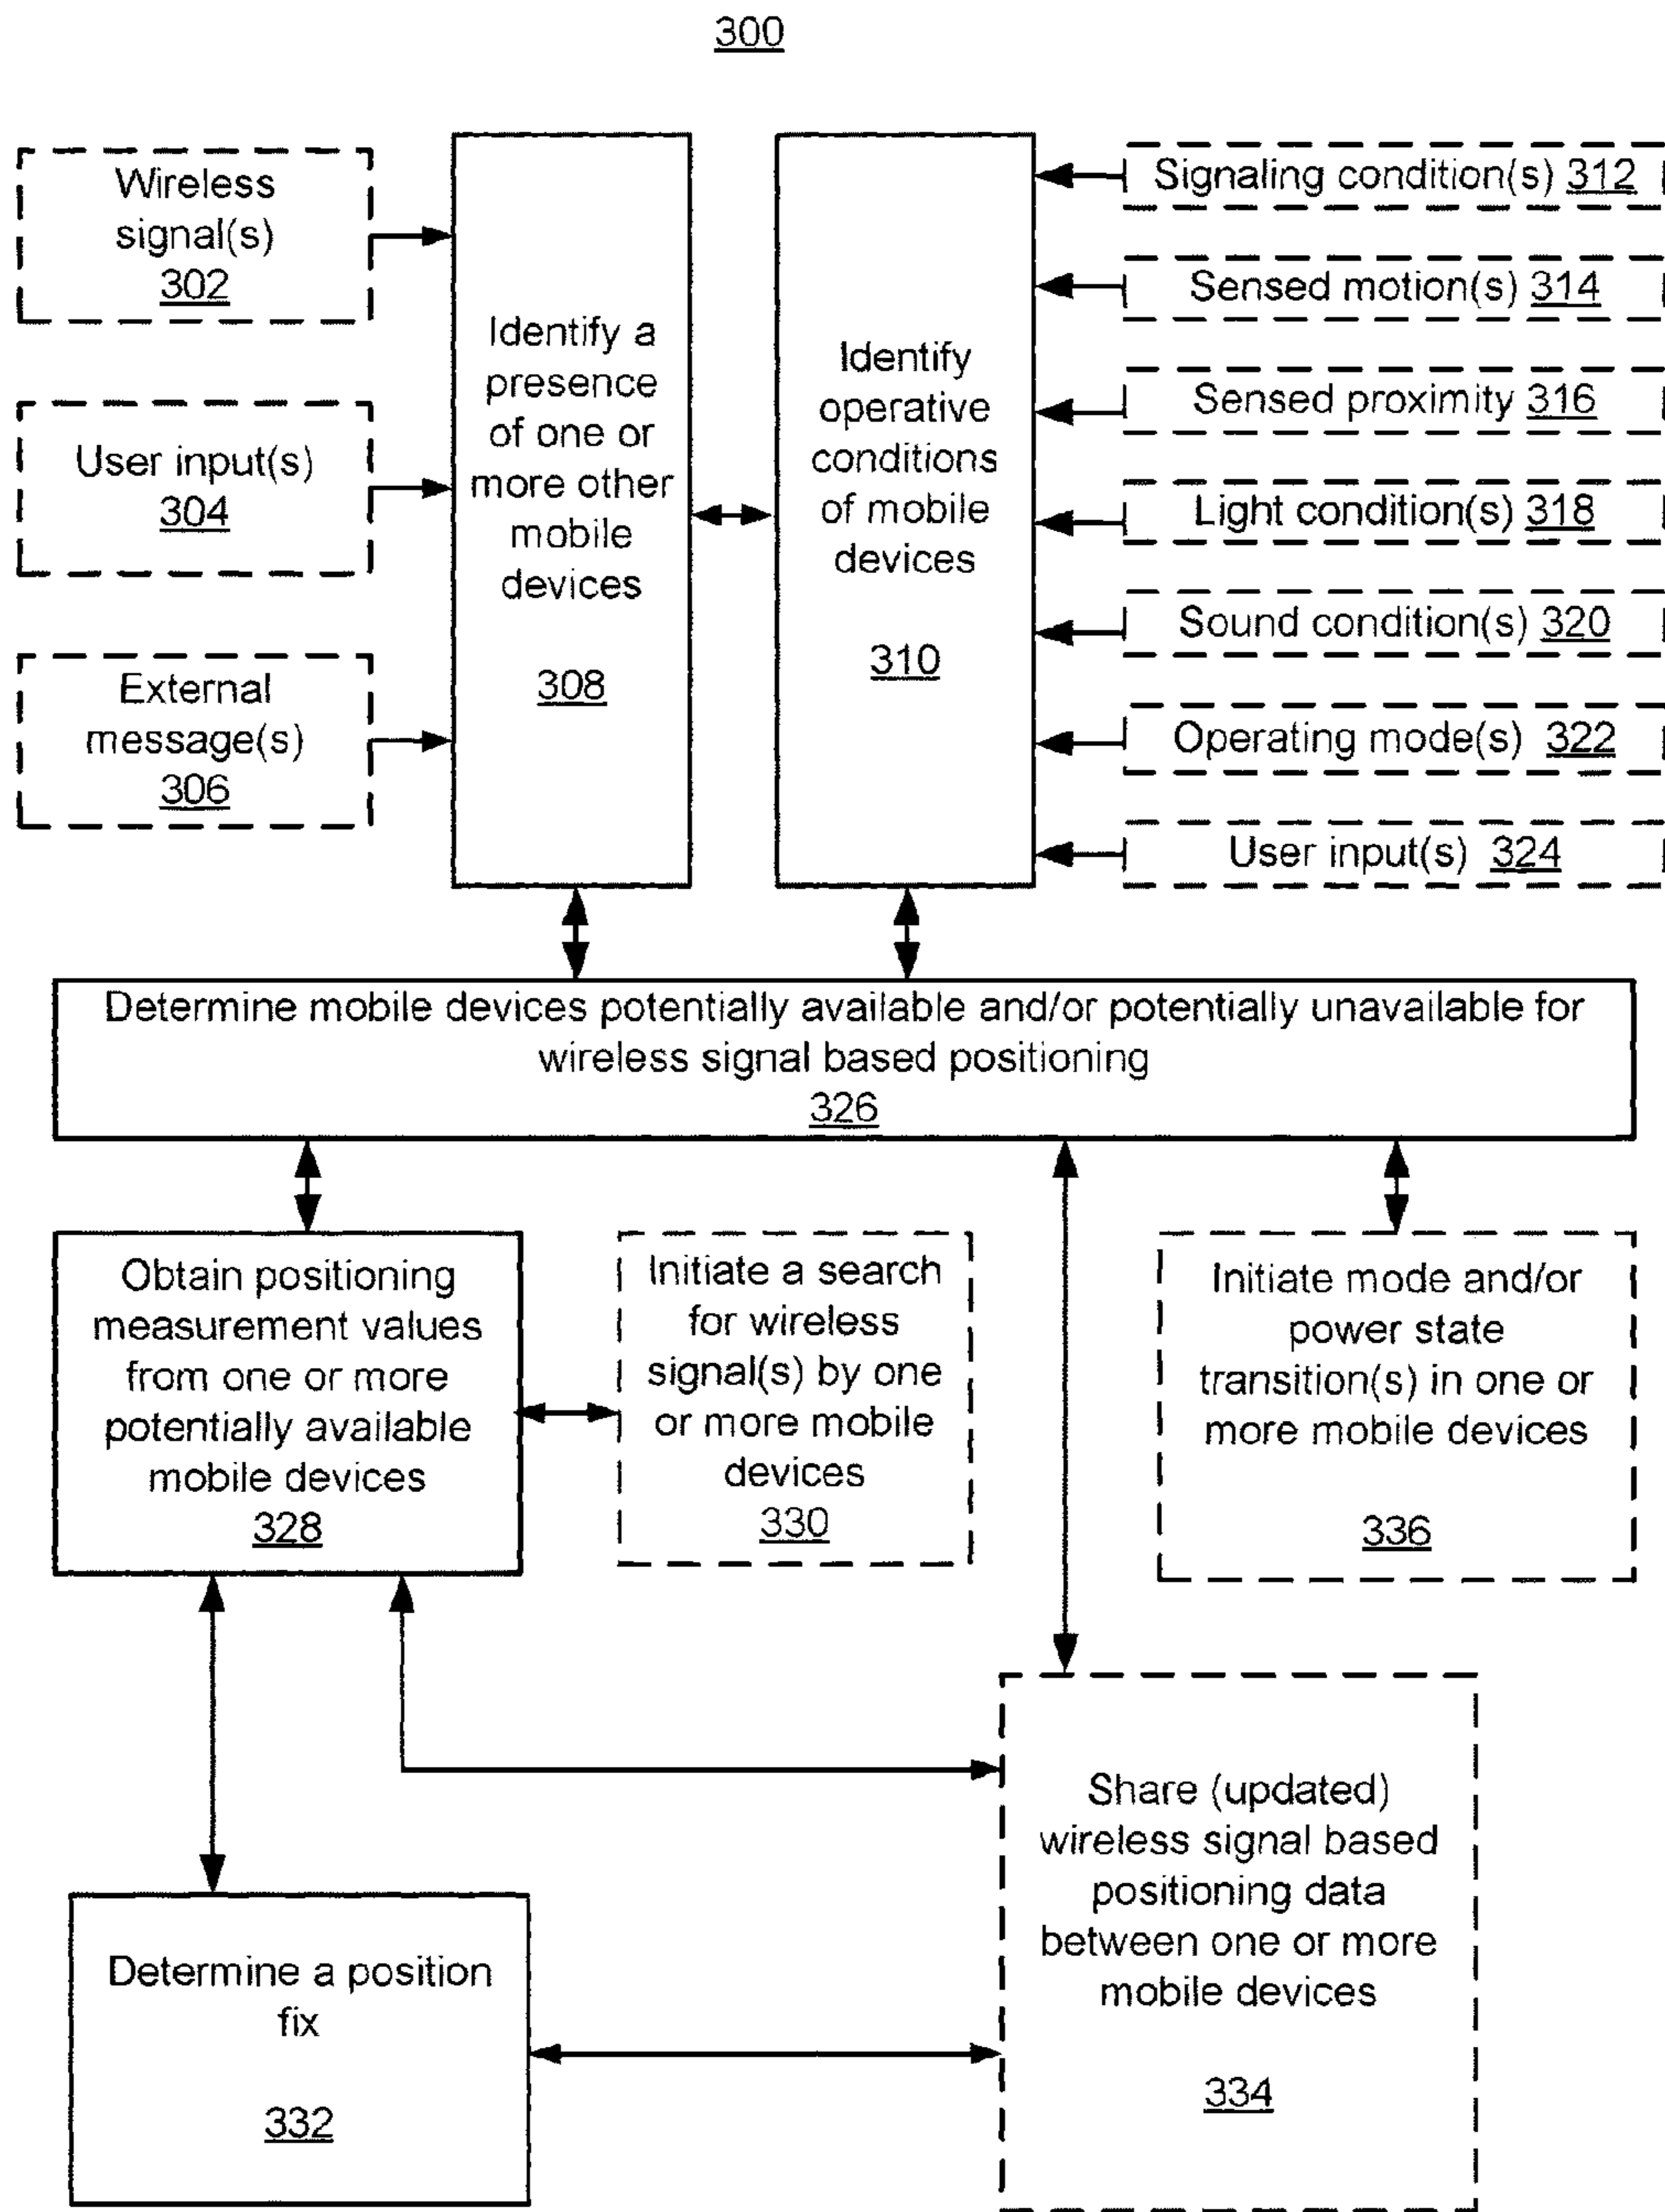 300
Wireless
signal(s)
302
User input(s)
304
External
message(s)
306
Identify a
presence
of one or
more other
mobile
devices
308
Identify
operative
conditions
of mobile
devices
310
Signaling condition(s) 312
Sensed motion(s) 314
Sensed proximity 316
Light condition(s) 318
Sound condition(s) 320
Operating mode(s) 322
User input(s) 324
Determine mobile devices potentially available and/or potentially unavailable for
wireless signal based positioning
326
Obtain positioning
measurement values
from one or more
potentially available
mobile devices
328
Initiate a search
for wireless
signal(s) by one
or more mobile
devices
330
Initiate mode and/or
power state
transition(s) in one or
more mobile devices
336
Determine a position
fix
332
Share (updated)
wireless signal based
positioning data
between one or more
mobile devices
334